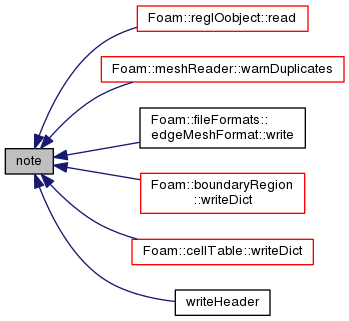 Foam::regIOobject::read
Foam::meshReader::warnDuplicates
Foam::fileFormats::
edgeMeshFormat::write
note
Foam::boundaryRegion
::writeDict
Foam::cellTable::writeDict
writeHeader